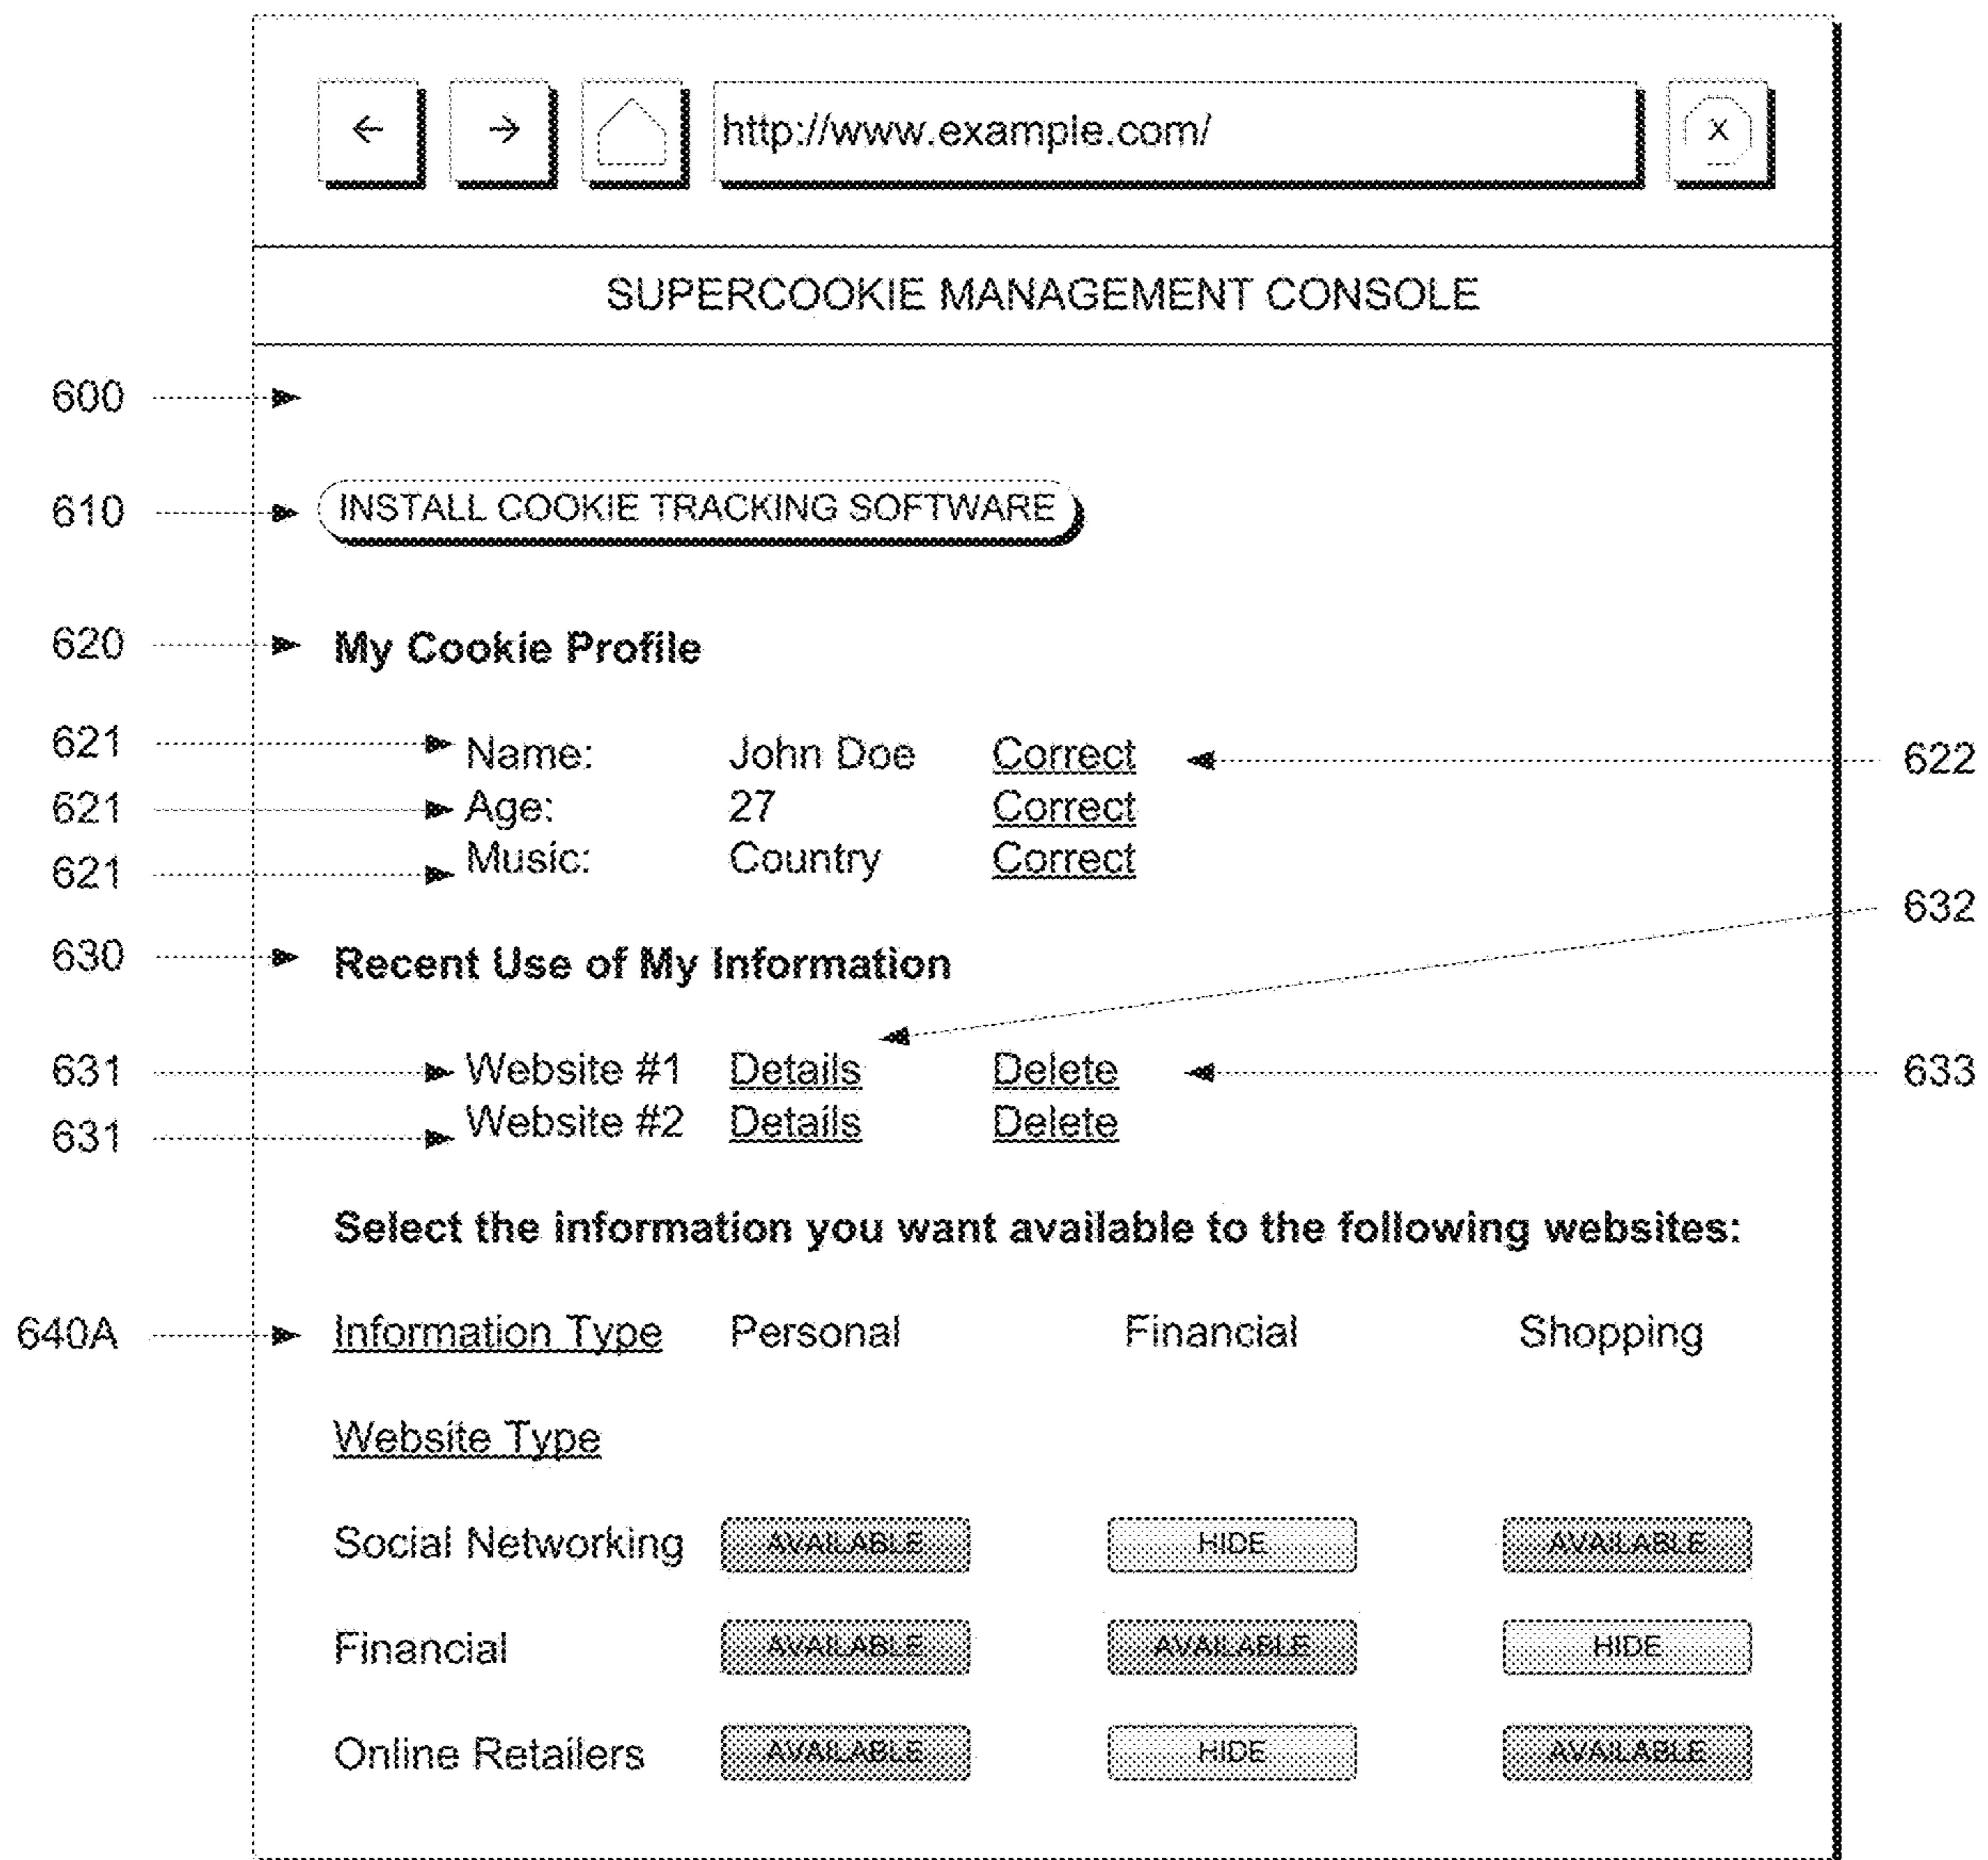 ← → http://www.example.com/ X
SUPERCOOKIE MANAGEMENT CONSOLE
600
610 INSTALL COOKIE TRACKING SOFTWARE
620 My Cookie Profile
621 Name: John Doe Correct 622
621 Age: 27 Correct
621 Music: Country Correct
632
630 Recent Use of My Information
631 Website #1 Details Delete 633
631 Website #2 Details Delete
Select the information you want available to the following websites:
640A Information Type Personal Financial Shopping
Website Type
Social Networking AVAILABLE HIDE AVAILABLE
Financial AVAILABLE AVAILABLE HIDE
Online Retailers AVAILABLE HIDE AVAILABLE